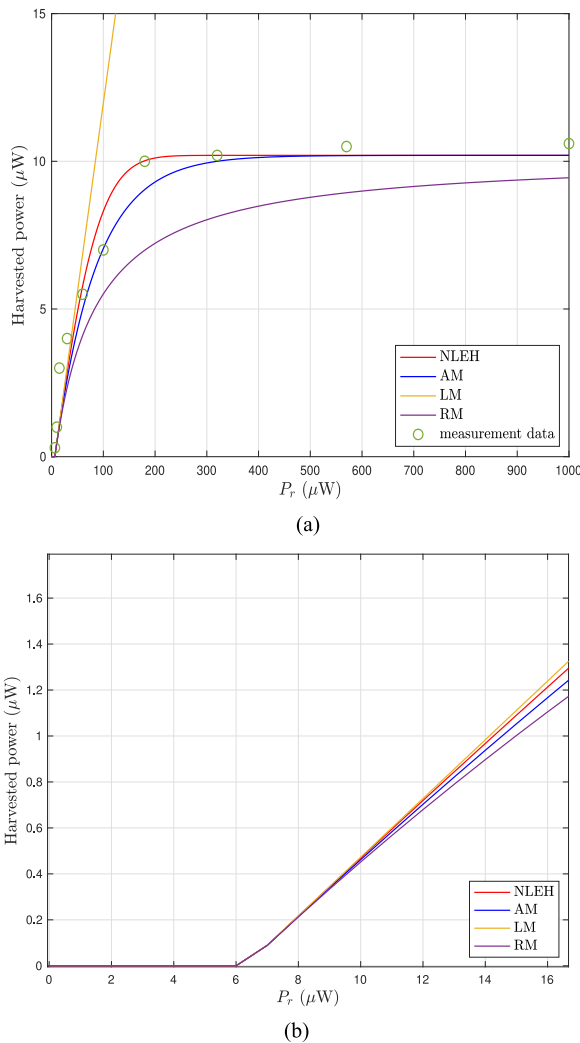 15
10
5
0
Harvested power (μW)
0 100 200 300 400 500 600 700 800 900 1000
P_r (μW)
NLEH
AM
LM
RM
measurement data
(a)
1.6
1.4
1.2
1
0.8
0.6
0.4
0.2
0
Harvested power (μW)
0 2 4 6 8 10 12 14 16
P_r (μW)
NLEH
AM
LM
RM
(b)